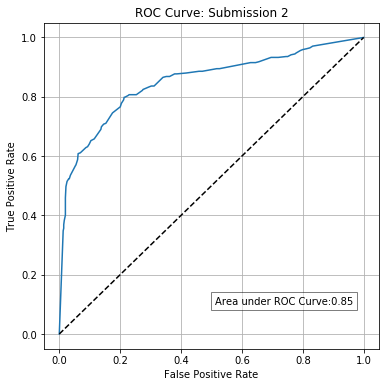 ROC Curve: Submission 2
True Positive Rate
1.0
0.8
0.6
0.4
0.2
0.0
Area under ROC Curve:0.85
0.0 0.2 0.4 0.6 0.8 1.0
False Positive Rate